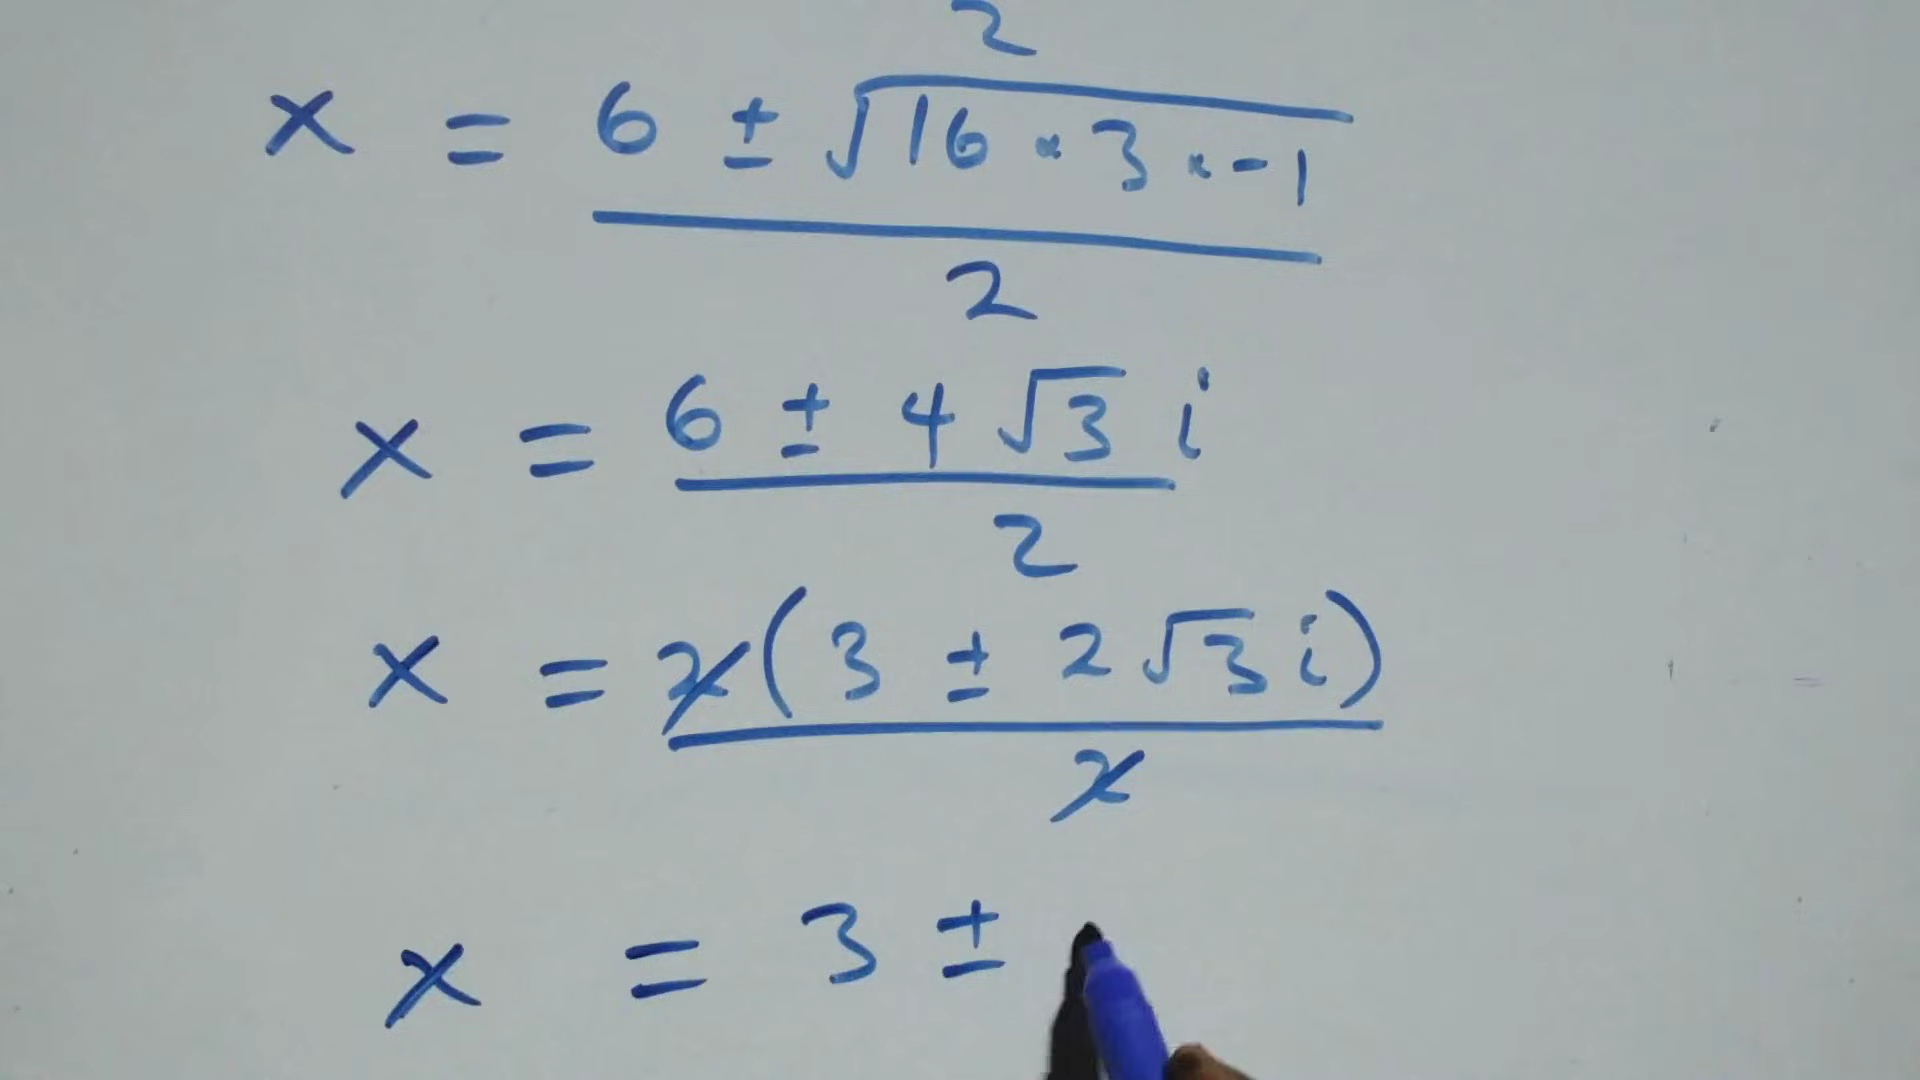 2
x = 6 ± √16 × 3 × -1
2
x = 6 ± 4 √3 i
2
x = 2(3 ± 2√3 i)
2
x = 3 ±